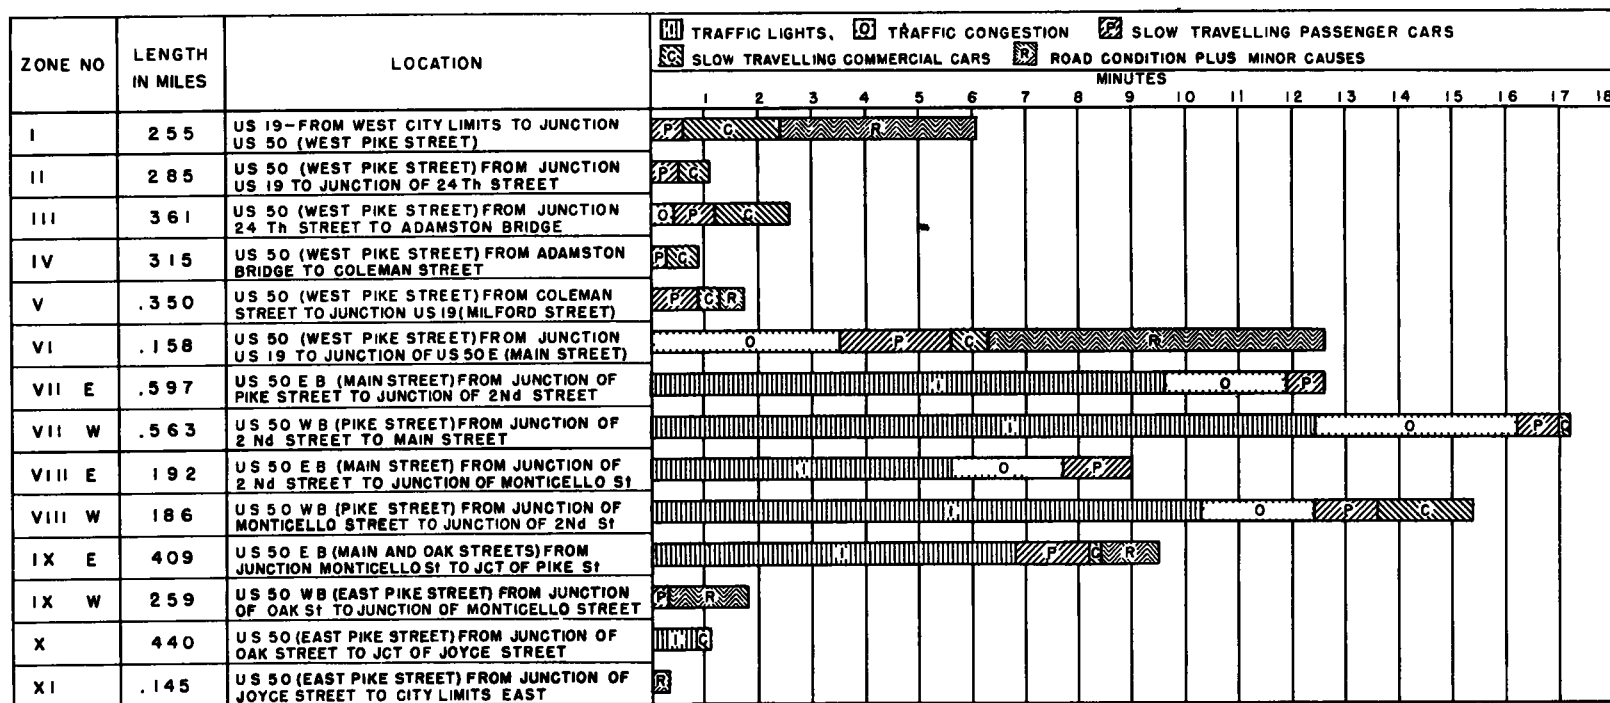 ZONE NO
LENGTH
IN MILES
LOCATION
I TRAFFIC LIGHTS, O TRAFFIC CONGESTION P SLOW TRAVELLING PASSENGER CARS
C SLOW TRAVELLING COMMERCIAL CARS R ROAD CONDITION PLUS MINOR CAUSES
MINUTES
1 2 3 4 5 6 7 8 9 10 11 12 13 14 15 16 17 18
I 255 US 19-FROM WEST CITY LIMITS TO JUNCTION
US 50 (WEST PIKE STREET)
P C R
II 285 US 50 (WEST PIKE STREET) FROM JUNCTION
US 19 TO JUNCTION OF 24Th STREET
P C
III 361 US 50 (WEST PIKE STREET) FROM JUNCTION
24 Th STREET TO ADAMSTON BRIDGE
O P C
IV 315 US 50 (WEST PIKE STREET) FROM ADAMSTON
BRIDGE TO COLEMAN STREET
P C
V .350 US 50 (WEST PIKE STREET) FROM COLEMAN
STREET TO JUNCTION US 19 (MILFORD STREET)
P C R
VI .158 US 50 (WEST PIKE STREET) FROM JUNCTION
US 19 TO JUNCTION OF US 50 E (MAIN STREET)
O P C R
VII E .597 US 50 E B (MAIN STREET) FROM JUNCTION OF
PIKE STREET TO JUNCTION OF 2Nd STREET
I O P
VII W .563 US 50 W B (PIKE STREET) FROM JUNCTION OF
2 Nd STREET TO MAIN STREET
I O P C
VIII E 192 US 50 E B (MAIN STREET) FROM JUNCTION OF
2 Nd STREET TO JUNCTION OF MONTICELLO St
I O P
VIII W 186 US 50 WB (PIKE STREET) FROM JUNCTION OF
MONTICELLO STREET TO JUNCTION OF 2Nd St
I O P C
IX E 409 US 50 E B (MAIN AND OAK STREETS) FROM
JUNCTION MONTICELLO St TO JCT OF PIKE St
I P C R
IX W 259 US 50 WB (EAST PIKE STREET) FROM JUNCTION
OF OAK St TO JUNCTION OF MONTICELLO STREET
P R
X 440 US 50 (EAST PIKE STREET) FROM JUNCTION OF
OAK STREET TO JCT OF JOYCE STREET
I C
XI .145 US 50 (EAST PIKE STREET) FROM JUNCTION OF
JOYCE STREET TO CITY LIMITS EAST
R